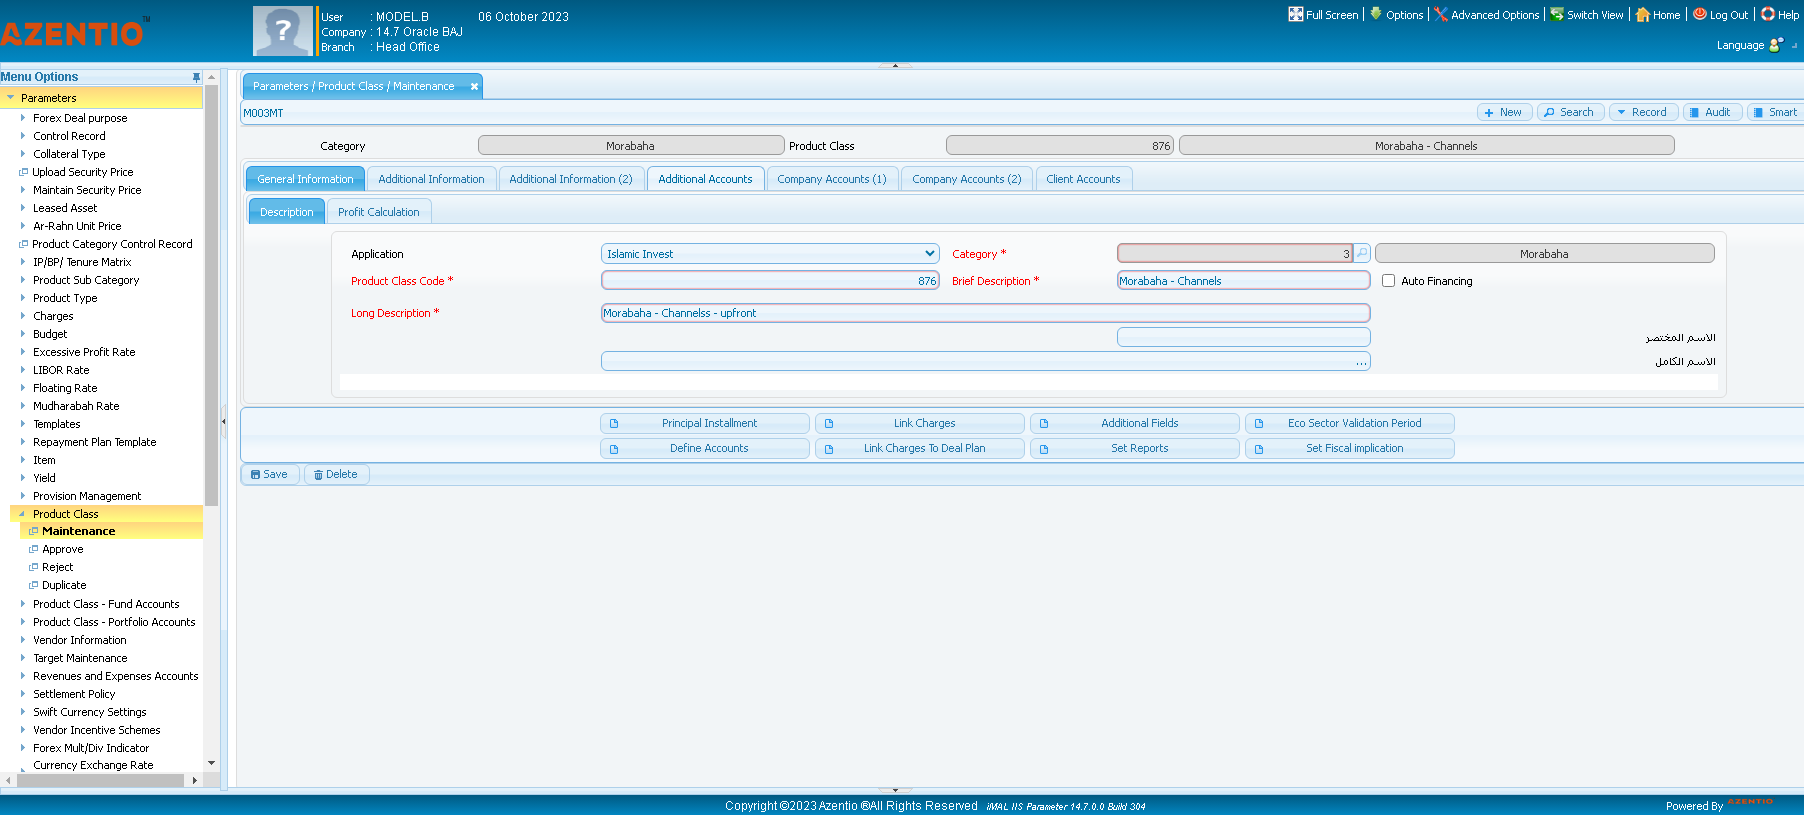 AZENTIO™
User : MODEL.B 06 October 2023
Company : 14.7 Oracle BAJ
Branch : Head Office
Full Screen | Options | Advanced Options | Switch View | Home | Log Out | Help
Language
Menu Options
Parameters
Forex Deal purpose
Control Record
Collateral Type
Upload Security Price
Maintain Security Price
Leased Asset
Ar-Rahn Unit Price
Product Category Control Record
IP/BP/ Tenure Matrix
Product Sub Category
Product Type
Charges
Budget
Excessive Profit Rate
LIBOR Rate
Floating Rate
Mudharabah Rate
Templates
Repayment Plan Template
Item
Yield
Provision Management
Product Class
Maintenance
Approve
Reject
Duplicate
Product Class - Fund Accounts
Product Class - Portfolio Accounts
Vendor Information
Target Maintenance
Revenues and Expenses Accounts
Settlement Policy
Swift Currency Settings
Vendor Incentive Schemes
Forex Mult/Div Indicator
Currency Exchange Rate
Parameters / Product Class / Maintenance
M003MT
New Search Record Audit Smart
Category Morabaha Product Class 876 Morabaha - Channels
General Information Additional Information Additional Information (2) Additional Accounts Company Accounts (1) Company Accounts (2) Client Accounts
Description Profit Calculation
Application Islamic Invest Category * 3 Morabaha
Product Class Code * 876 Brief Description * Morabaha - Channels Auto Financing
Long Description * Morabaha - Channelss - upfront
الاسم المختصر
... الاسم الكامل
Principal Installment Link Charges Additional Fields Eco Sector Validation Period
Define Accounts Link Charges To Deal Plan Set Reports Set Fiscal implication
Save Delete
Copyright ©2023 Azentio ®All Rights Reserved iMAL IIS Parameter 14.7.0.0 Build 304
Powered By AZENTIO